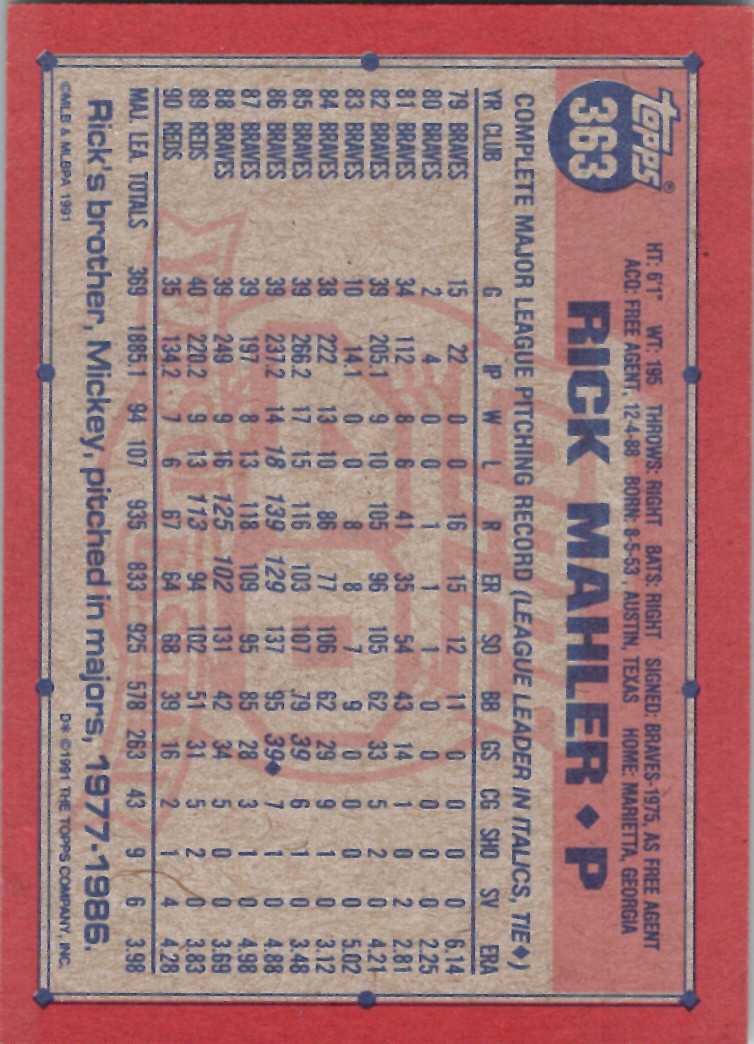 topps®
363
HT: 6'1" WT: 195 THROWS: RIGHT BATS: RIGHT SIGNED: BRAVES-1975, AS FREE AGENT
ACQ: FREE AGENT, 12-4-88 BORN: 8-5-53, AUSTIN, TEXAS HOME: MARIETTA, GEORGIA
RICK MAHLER ◆ P
COMPLETE MAJOR LEAGUE PITCHING RECORD (LEAGUE LEADER IN ITALICS, TIE◆)
YR CLUB G IP W L R ER SO BB GS CG SHO SV ERA
79 BRAVES 15 22 0 0 16 15 12 11 0 0 0 0 6.14
80 BRAVES 2 4 0 0 1 1 1 0 0 0 0 0 2.25
81 BRAVES 34 112 8 6 41 35 54 43 14 1 0 2 2.81
82 BRAVES 39 205.1 9 10 105 96 105 62 33 5 2 0 4.21
83 BRAVES 10 14.1 0 0 8 8 7 9 0 0 0 0 5.02
84 BRAVES 38 222 13 10 86 77 106 62 29 9 1 0 3.12
85 BRAVES 39 266.2 17 15 116 103 107 79 39 6 1 0 3.48
86 BRAVES 39 237.2 14 18 139 129 137 95 39◆ 7 1 0 4.88
87 BRAVES 39 197 8 13 118 109 95 85 28 3 1 0 4.98
88 BRAVES 39 249 9 16 125 102 131 42 34 5 0 0 3.69
89 REDS 40 220.2 9 13 113 94 102 51 31 5 2 0 3.83
90 REDS 35 134.2 7 6 67 64 68 39 16 2 1 4 4.28
MAJ. LEA. TOTALS 369 1885.1 94 107 935 833 925 578 263 43 9 6 3.98
Rick's brother, Mickey, pitched in majors, 1977-1986.
©MLB & MLBPA 1991 D* ©1991 THE TOPPS COMPANY, INC.